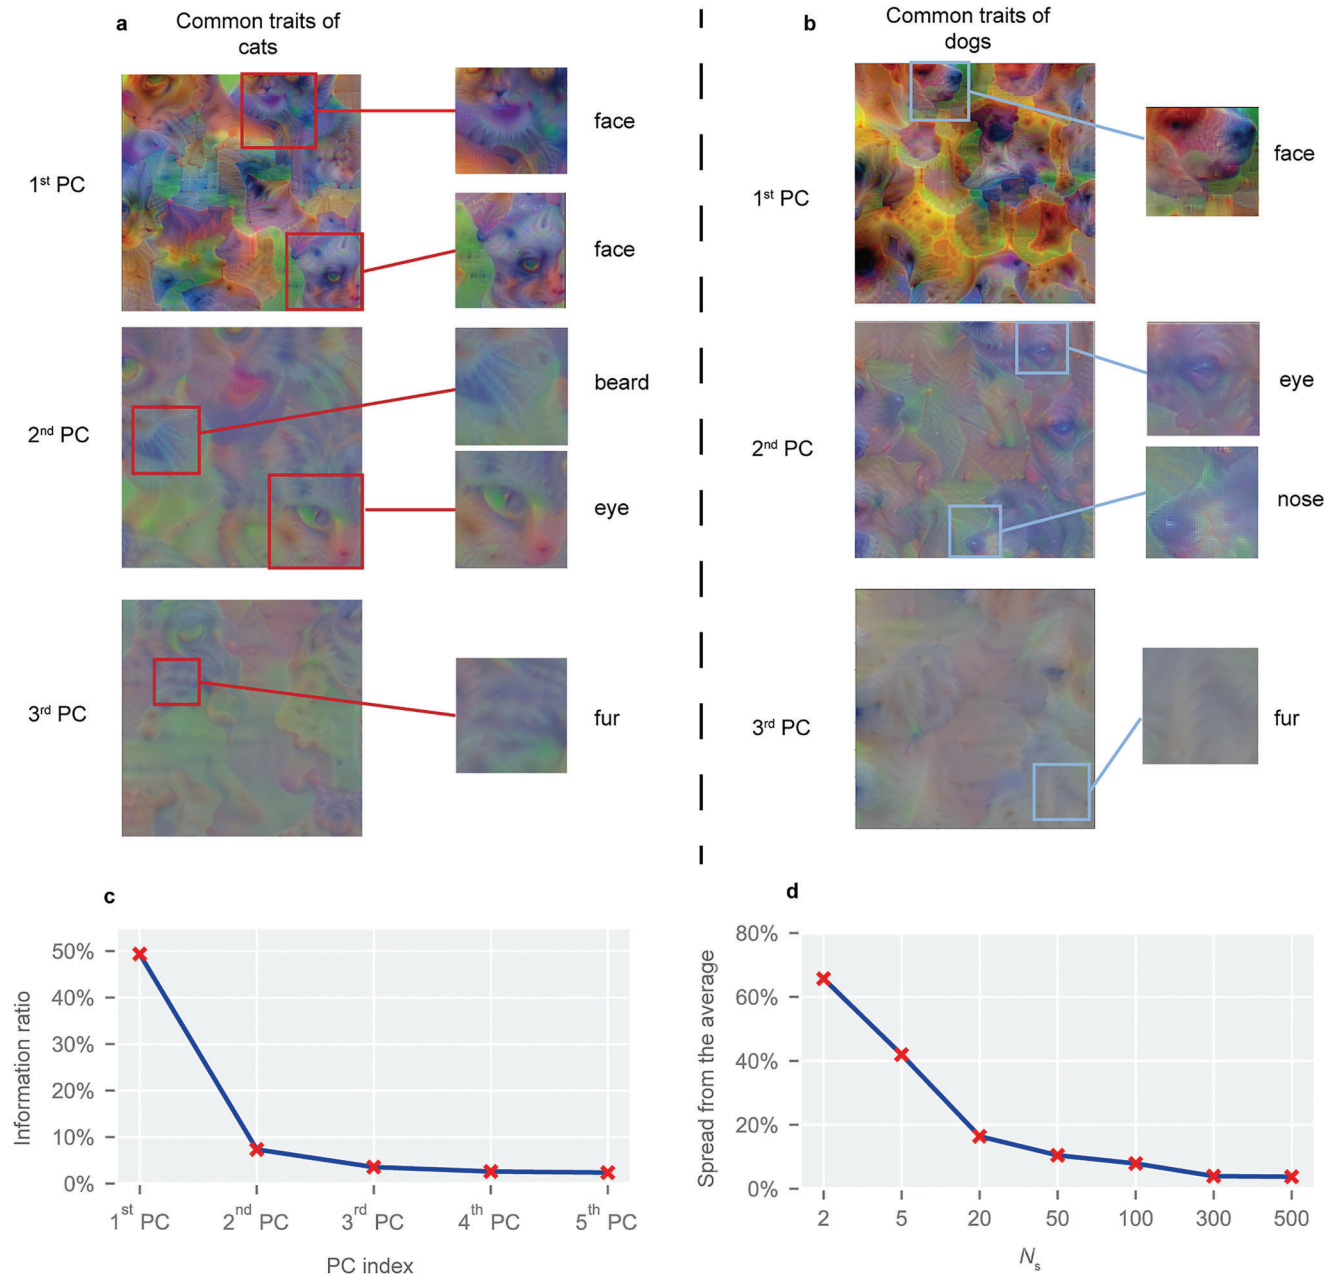 a
Common traits of
cats
1st PC
face
face
2nd PC
beard
eye
3rd PC
fur
b
Common traits of
dogs
1st PC
face
2nd PC
eye
nose
3rd PC
fur
c
Information ratio
50%
40%
30%
20%
10%
0%
1st PC 2nd PC 3rd PC 4th PC 5th PC
PC index
d
Spread from the average
80%
60%
40%
20%
0%
2 5 20 50 100 300 500
Ns